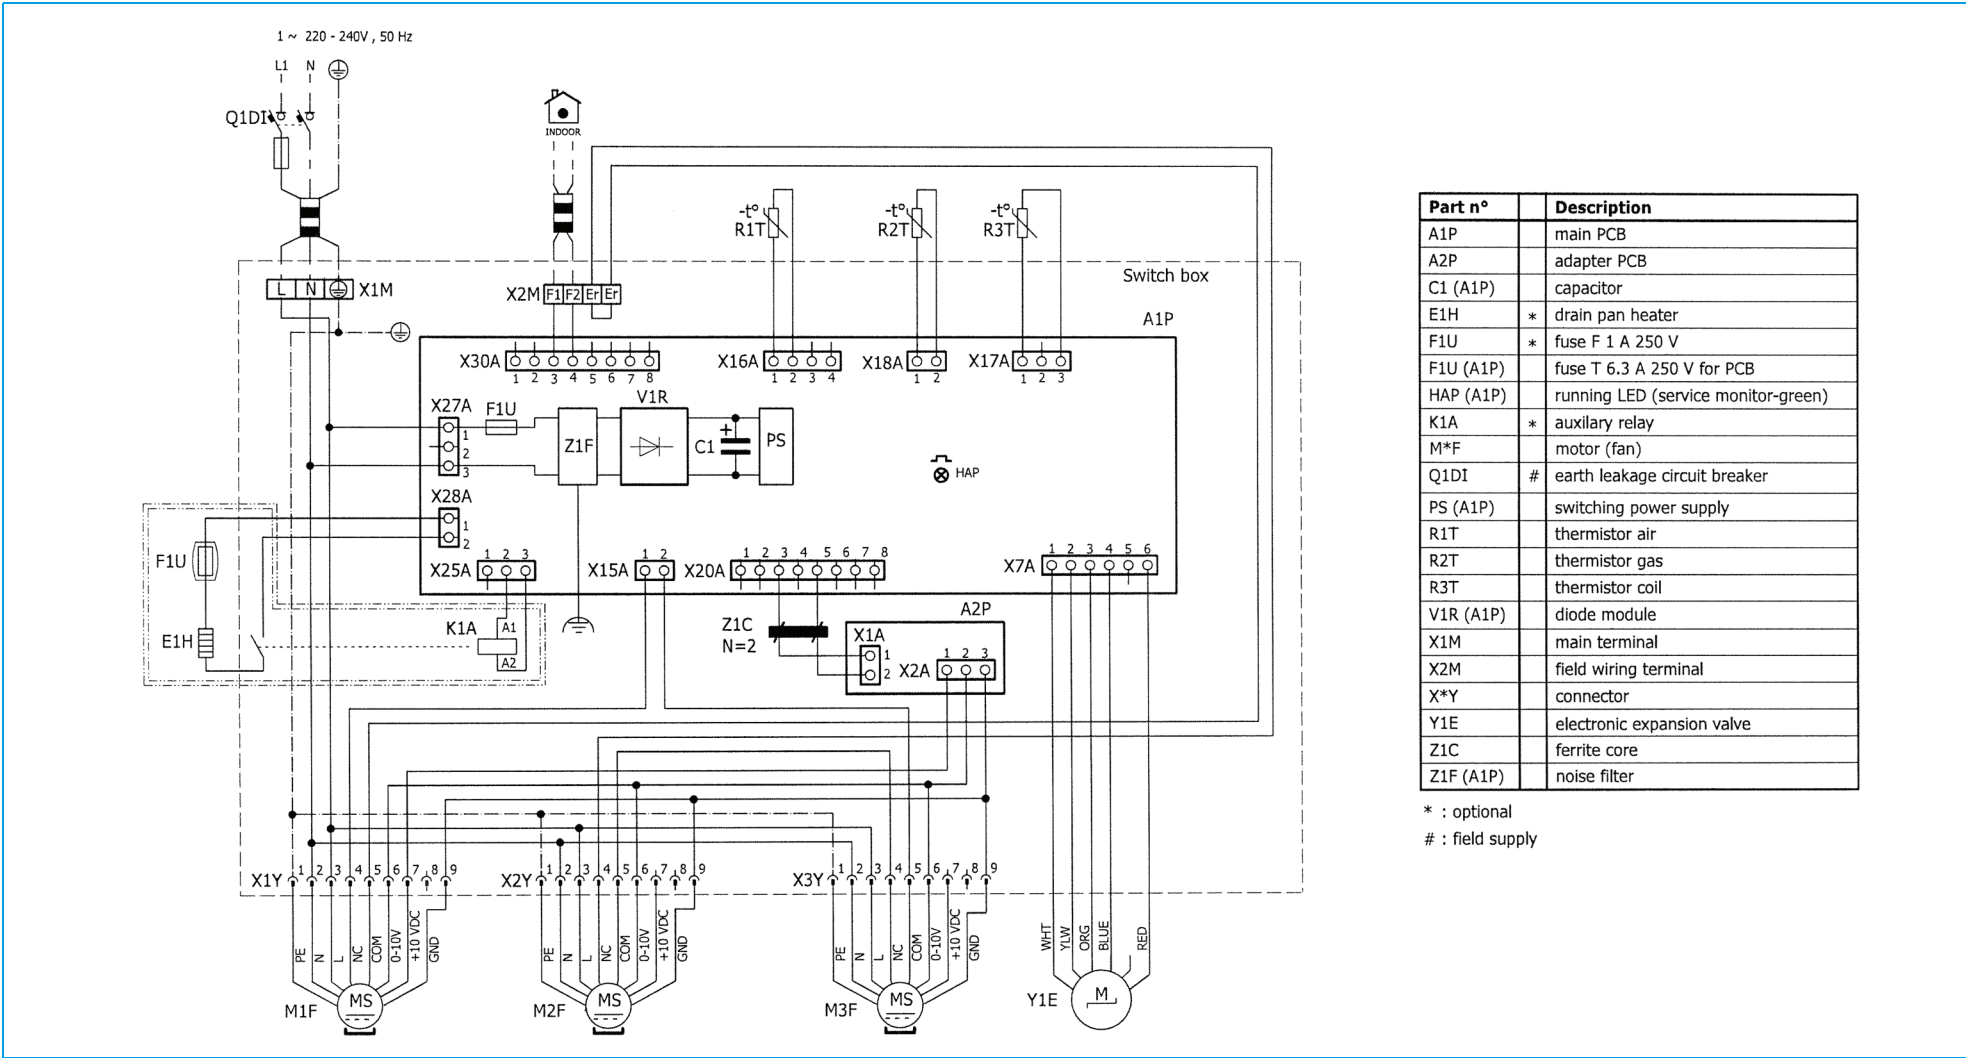 1 ~ 220 - 240V , 50 Hz
L1 N
Q1DI
INDOOR
-t° -t° -t°
R1T R2T R3T
Switch box
L N X1M
X2M F1 F2 Er Er
A1P
X30A X16A X18A X17A
1 2 3 4 5 6 7 8 1 2 3 4 1 2 1 2 3
X27A F1U V1R
1 2 3
Z1F C1 + PS
HAP
X28A
1 2
F1U
X25A 1 2 3 X15A 1 2 X20A 1 2 3 4 5 6 7 8 X7A 1 2 3 4 5 6
A2P
K1A A1 A2
E1H
Z1C
N=2
X1A 1 2
X2A 1 2 3
X1Y 1 2 3 4 5 6 7 8 9 X2Y 1 2 3 4 5 6 7 8 9 X3Y 1 2 3 4 5 6 7 8 9
PE N L NC COM 0-10V +10 VDC GND
PE N L NC COM 0-10V +10 VDC GND
PE N L NC COM 0-10V +10 VDC GND
WHT YLW ORG BLUE RED
M1F MS M2F MS M3F MS Y1E M
Part n° Description
A1P main PCB
A2P adapter PCB
C1 (A1P) capacitor
E1H * drain pan heater
F1U * fuse F 1 A 250 V
F1U (A1P) fuse T 6.3 A 250 V for PCB
HAP (A1P) running LED (service monitor-green)
K1A * auxilary relay
M*F motor (fan)
Q1DI # earth leakage circuit breaker
PS (A1P) switching power supply
R1T thermistor air
R2T thermistor gas
R3T thermistor coil
V1R (A1P) diode module
X1M main terminal
X2M field wiring terminal
X*Y connector
Y1E electronic expansion valve
Z1C ferrite core
Z1F (A1P) noise filter
* : optional
# : field supply